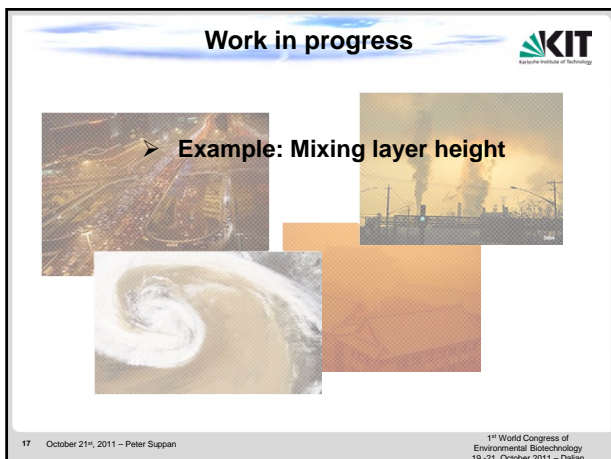 Work in progress
KIT
Karlsruhe Institute of Technology
➤ Example: Mixing layer height
2004
17 October 21st, 2011 – Peter Suppan
1st World Congress of
Environmental Biotechnology
19.-21. October 2011 – Dalian